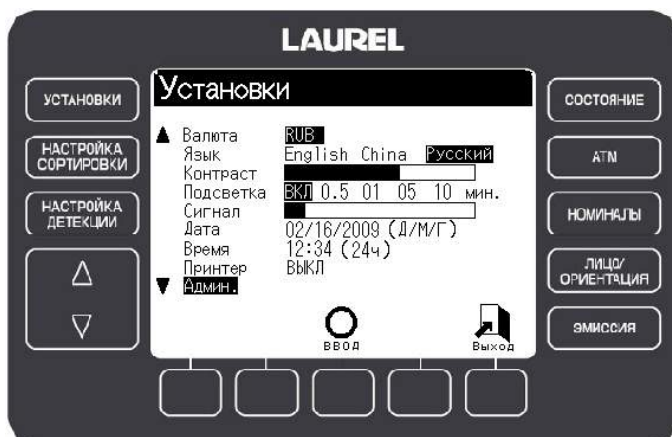 LAUREL
УСТАНОВКИ
НАСТРОЙКА
СОРТИРОВКИ
НАСТРОЙКА
ДЕТЕКЦИИ
Установки
Валюта RUB
Язык English China Русский
Контраст
Подсветка ВКЛ 0.5 01 05 10 мин.
Сигнал
Дата 02/16/2009 (Д/М/Г)
Время 12:34 (24ч)
Принтер ВЫКЛ
Админ.
ВВОД
Выход
СОСТОЯНИЕ
ATM
НОМИНАЛЫ
ЛИЦО/
ОРИЕНТАЦИЯ
ЭМИССИЯ